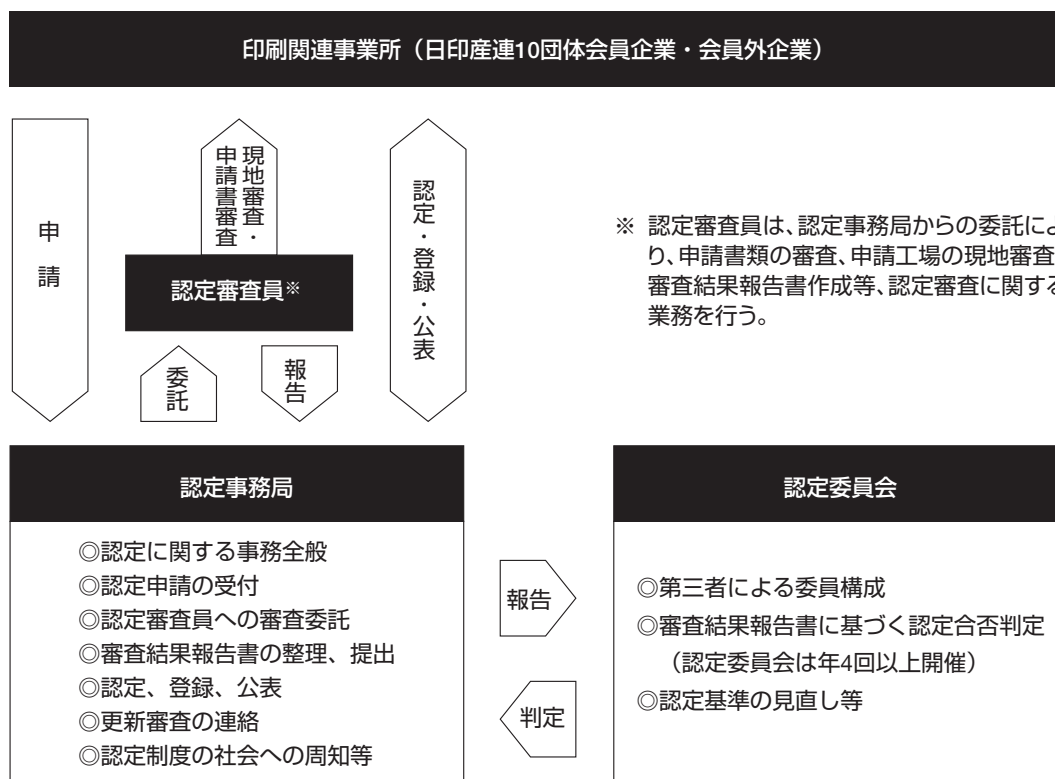 印刷関連事業所（日印産連10団体会員企業・会員外企業）
申請
現地審査・
申請書審査
認定・登録・公表
認定審査員※
委託
報告
※ 認定審査員は、認定事務局からの委託によ
り、申請書類の審査、申請工場の現地審査
審査結果報告書作成等、認定審査に関する
業務を行う。
認定事務局
◎認定に関する事務全般
◎認定申請の受付
◎認定審査員への審査委託
◎審査結果報告書の整理、提出
◎認定、登録、公表
◎更新審査の連絡
◎認定制度の社会への周知等
報告
判定
認定委員会
◎第三者による委員構成
◎審査結果報告書に基づく認定合否判定
（認定委員会は年4回以上開催）
◎認定基準の見直し等